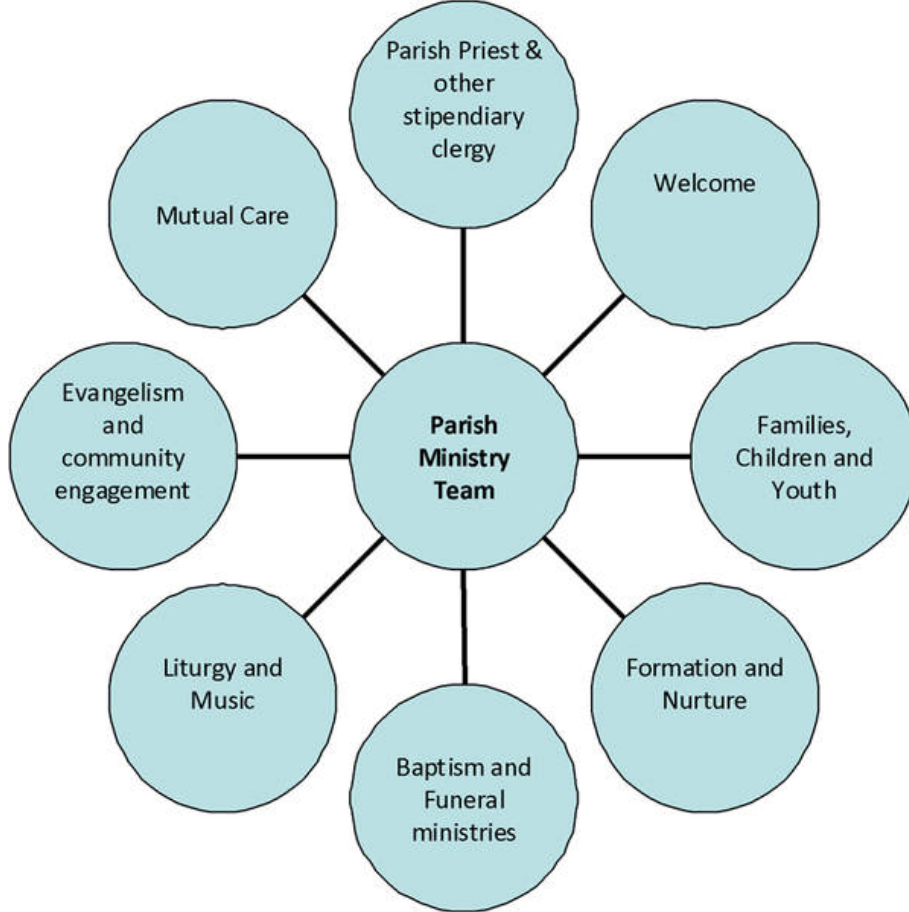 Parish Priest &
other
stipendiary
clergy
Welcome
Mutual Care
Evangelism
and
community
engagement
Parish
Ministry
Team
Families,
Children and
Youth
Liturgy and
Music
Formation and
Nurture
Baptism and
Funeral
ministries